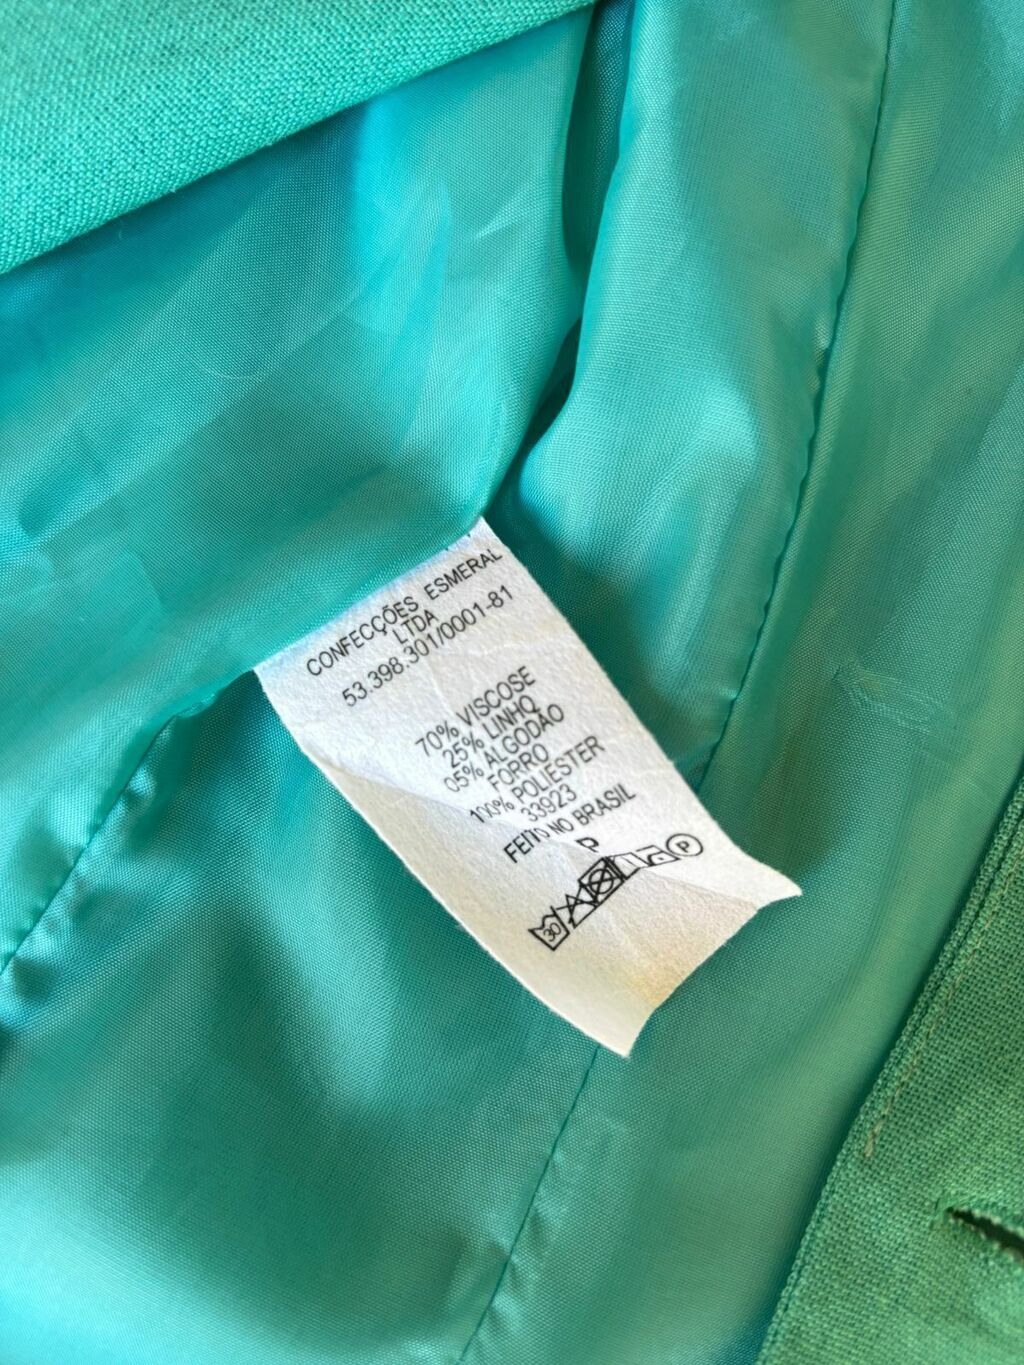 CONFECÇÕES ESMERAL
LTDA
53.398.301/0001-81
70% VISCOSE
25% LINHO
05% ALGODÃO
FORRO
100% POLIESTER
33923
FEITO NO BRASIL
P
30
P